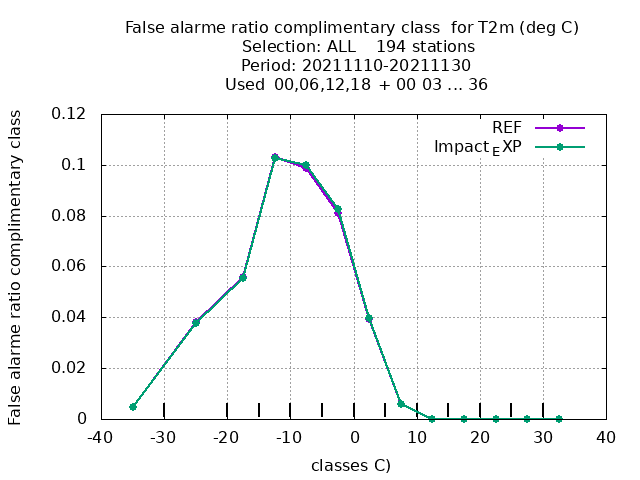 False alarme ratio complimentary class  for T2m (deg C)
Selection: ALL    194 stations
Period: 20211110-20211130
Used  00,06,12,18  + 00 03 ... 36
False alarme ratio complimentary class
0.12
0.1
0.08
0.06
0.04
0.02
0
REF
Impact_EXP
-40
-30
-20
-10
0
10
20
30
40
classes C)